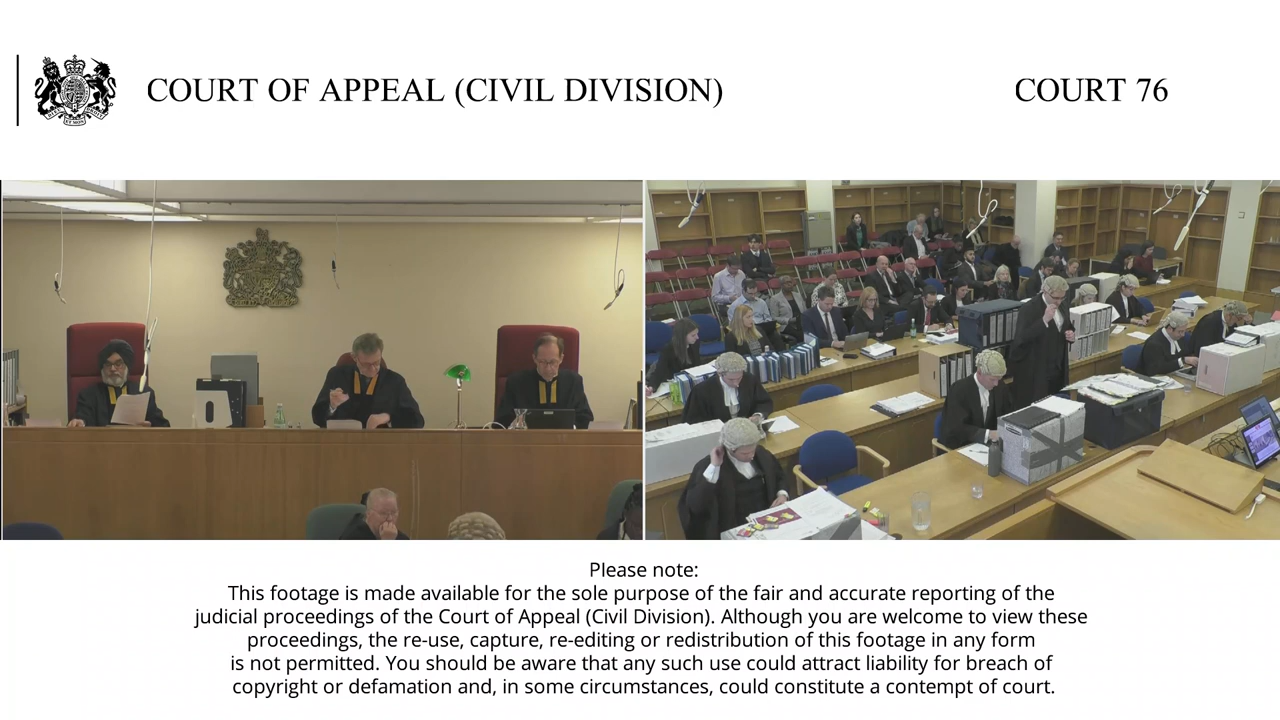 COURT OF APPEAL (CIVIL DIVISION)
COURT 76
Please note:
This footage is made available for the sole purpose of the fair and accurate reporting of the
judicial proceedings of the Court of Appeal (Civil Division). Although you are welcome to view these
proceedings, the re-use, capture, re-editing or redistribution of this footage in any form
is not permitted. You should be aware that any such use could attract liability for breach of
copyright or defamation and, in some circumstances, could constitute a contempt of court.